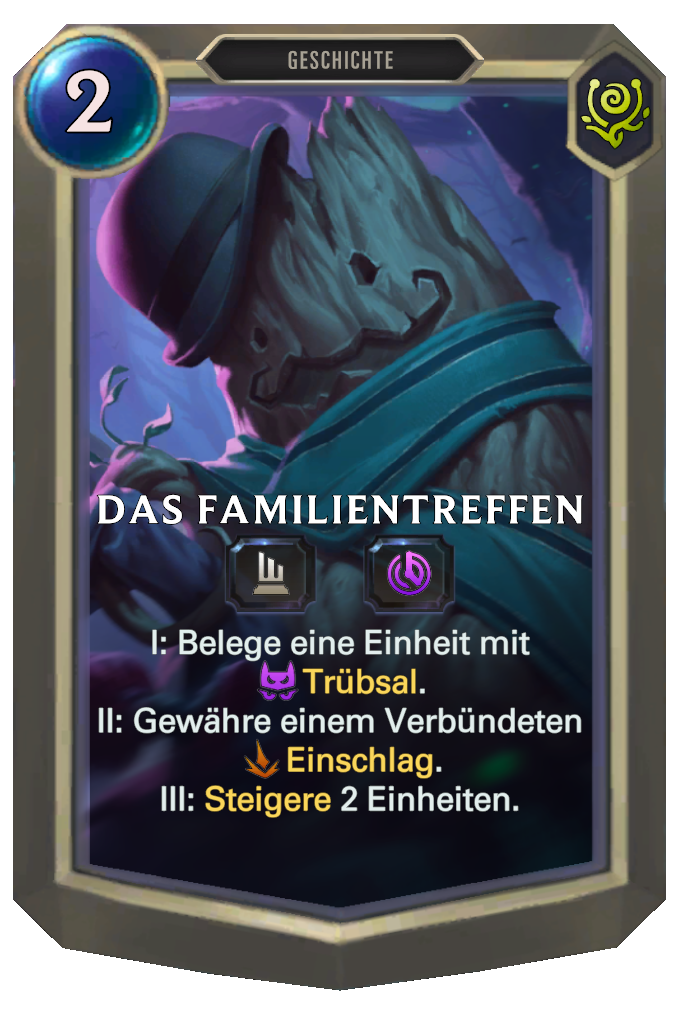 GESCHICHTE
2
DAS FAMILIENTREFFEN
I: Belege eine Einheit mit
Trübsal.
II: Gewähre einem Verbündeten
Einschlag.
III: Steigere 2 Einheiten.